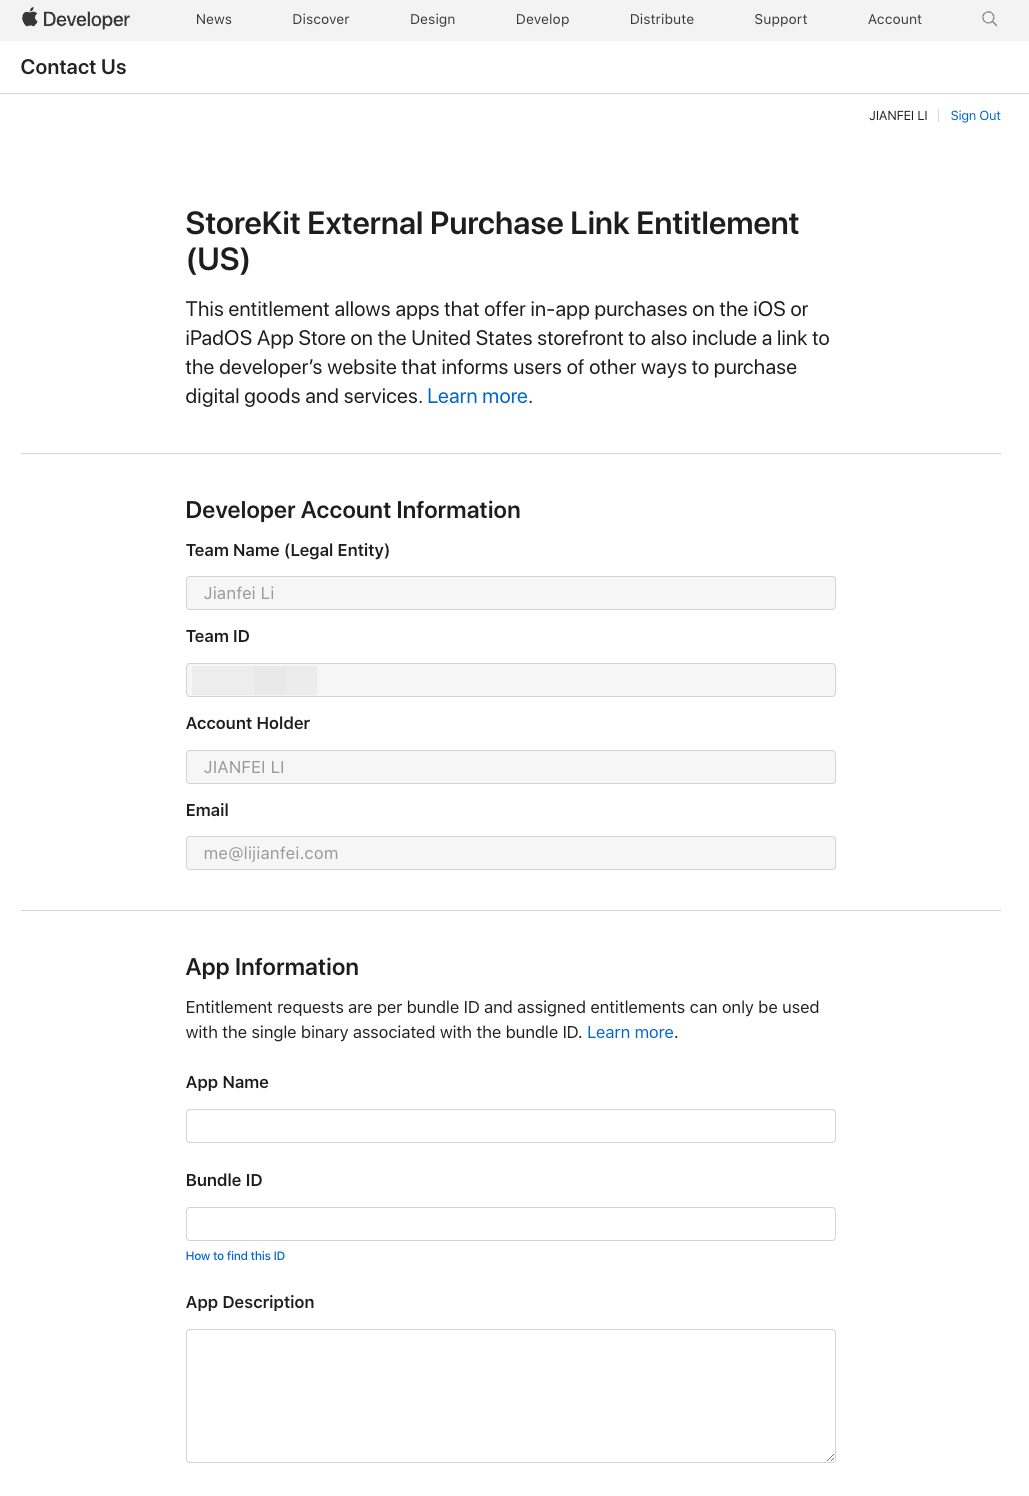 Developer News Discover Design Develop Distribute Support Account
Contact Us
JIANFEI LI Sign Out
StoreKit External Purchase Link Entitlement
(US)
This entitlement allows apps that offer in-app purchases on the iOS or
iPadOS App Store on the United States storefront to also include a link to
the developer’s website that informs users of other ways to purchase
digital goods and services. Learn more.
Developer Account Information
Team Name (Legal Entity)
Jianfei Li
Team ID
Account Holder
JIANFEI LI
Email
me@lijianfei.com
App Information
Entitlement requests are per bundle ID and assigned entitlements can only be used
with the single binary associated with the bundle ID. Learn more.
App Name
Bundle ID
How to find this ID
App Description